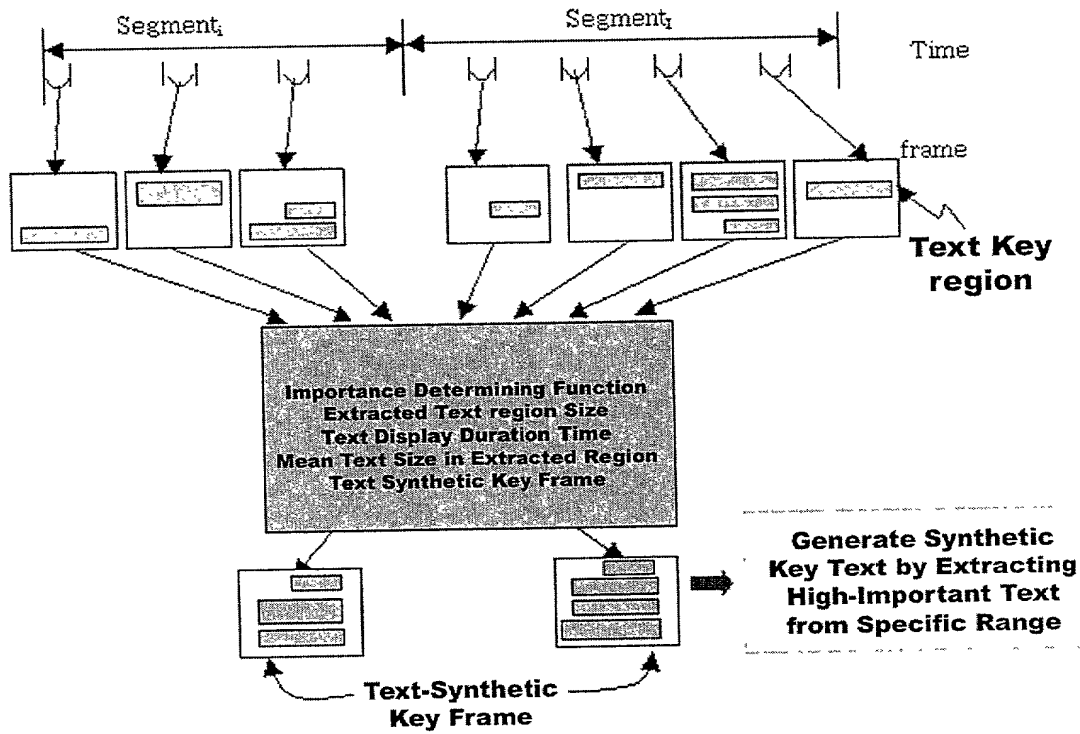 Segmentᵢ
Segment_I
Time
frame
Text Key
region
Importance Determining Function
Extracted Text region Size
Text Display Duration Time
Mean Text Size in Extracted Region
Text Synthetic Key Frame
Generate Synthetic
Key Text by Extracting
High-Important Text
from Specific Range
Text-Synthetic
Key Frame